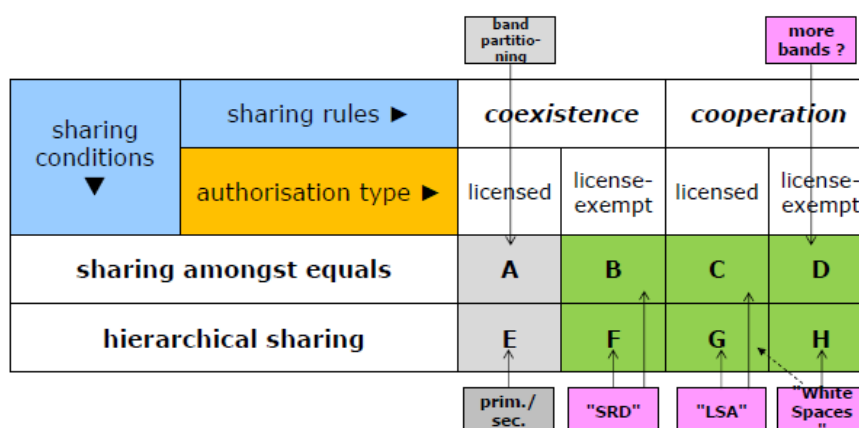 band
partitio-
ning
more
bands ?
sharing
conditions
▼
sharing rules ►
coexistence
cooperation
authorisation type ►
licensed
license-
exempt
licensed
license-
exempt
sharing amongst equals
A
B
C
D
hierarchical sharing
E
F
G
H
prim./
sec.
"SRD"
"LSA"
"White
Spaces
"